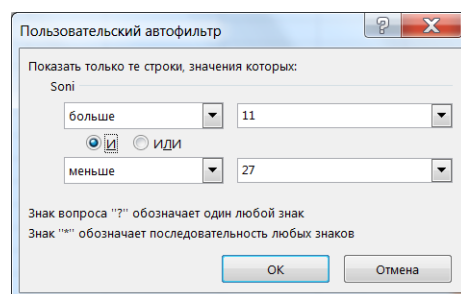 Пользовательский автофильтр
Показать только те строки, значения которых:
Soni
больше 11
И ИЛИ
меньше 27
Знак вопроса "?" обозначает один любой знак
Знак "*" обозначает последовательность любых знаков
ОК Отмена